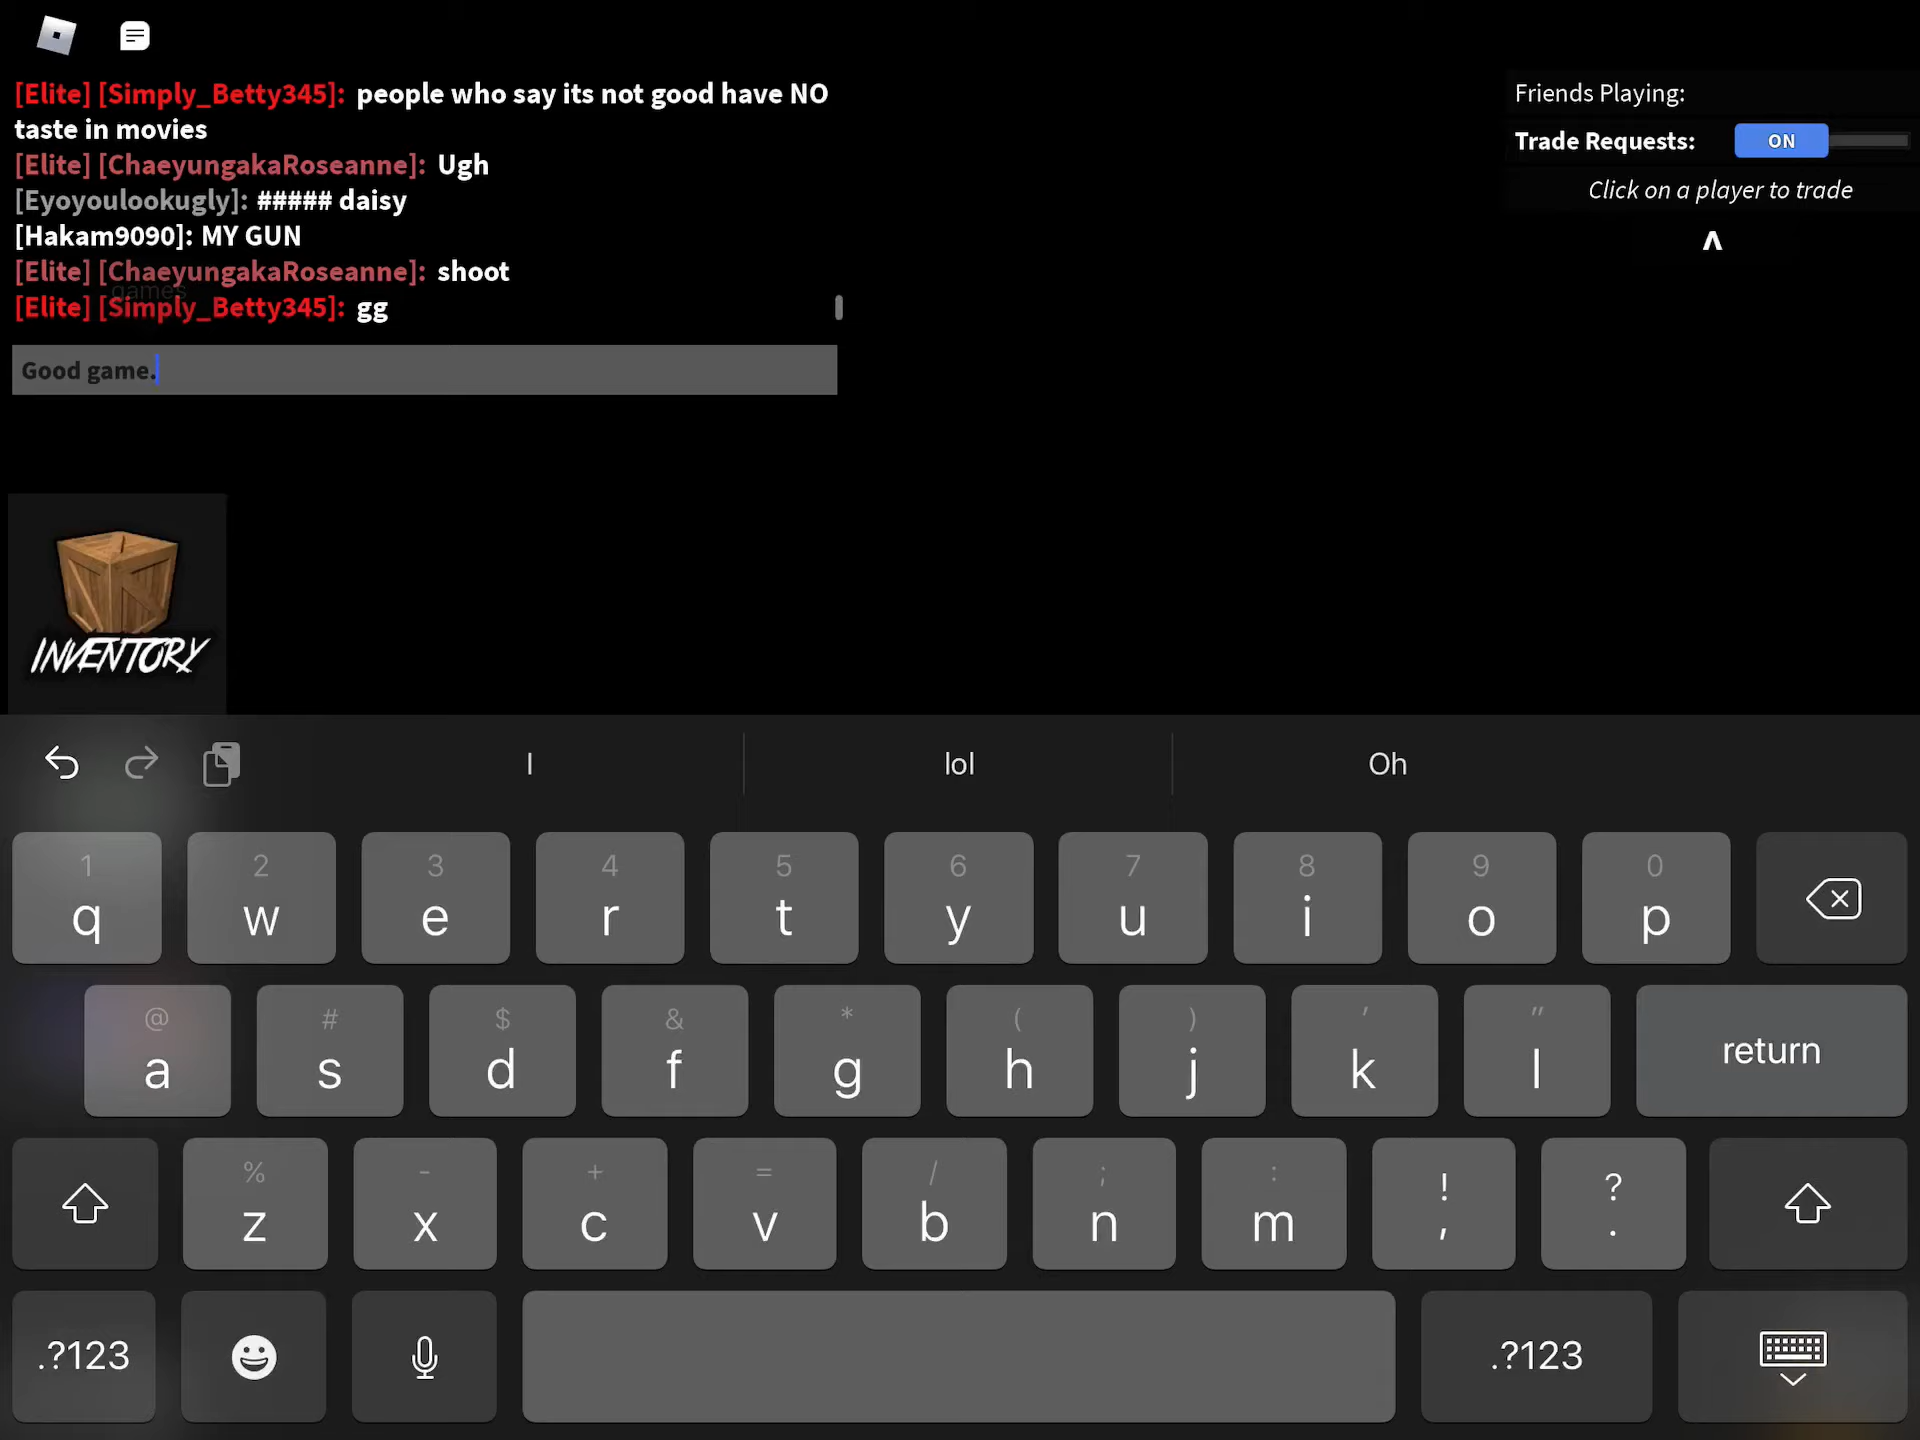 [Elite] [Simply_Betty345]: people who say its not good have NO
taste in movies
[Elite] [ChaeyungakaRoseanne]: Ugh
[Eyoyoulookugly]: ##### daisy
[Hakam9090]: MY GUN
[Elite] [ChaeyungakaRoseanne]: shoot
games
[Elite] [Simply_Betty345]: gg
Good game.
Friends Playing:
Trade Requests: ON
Click on a player to trade
INVENTORY
I lol Oh
1 2 3 4 5 6 7 8 9 0
q w e r t y u i o p
@ # $ & * ( ) ' "
a s d f g h j k l return
% - + = / ; : ! ?
z x c v b n m , .
.?123 .?123